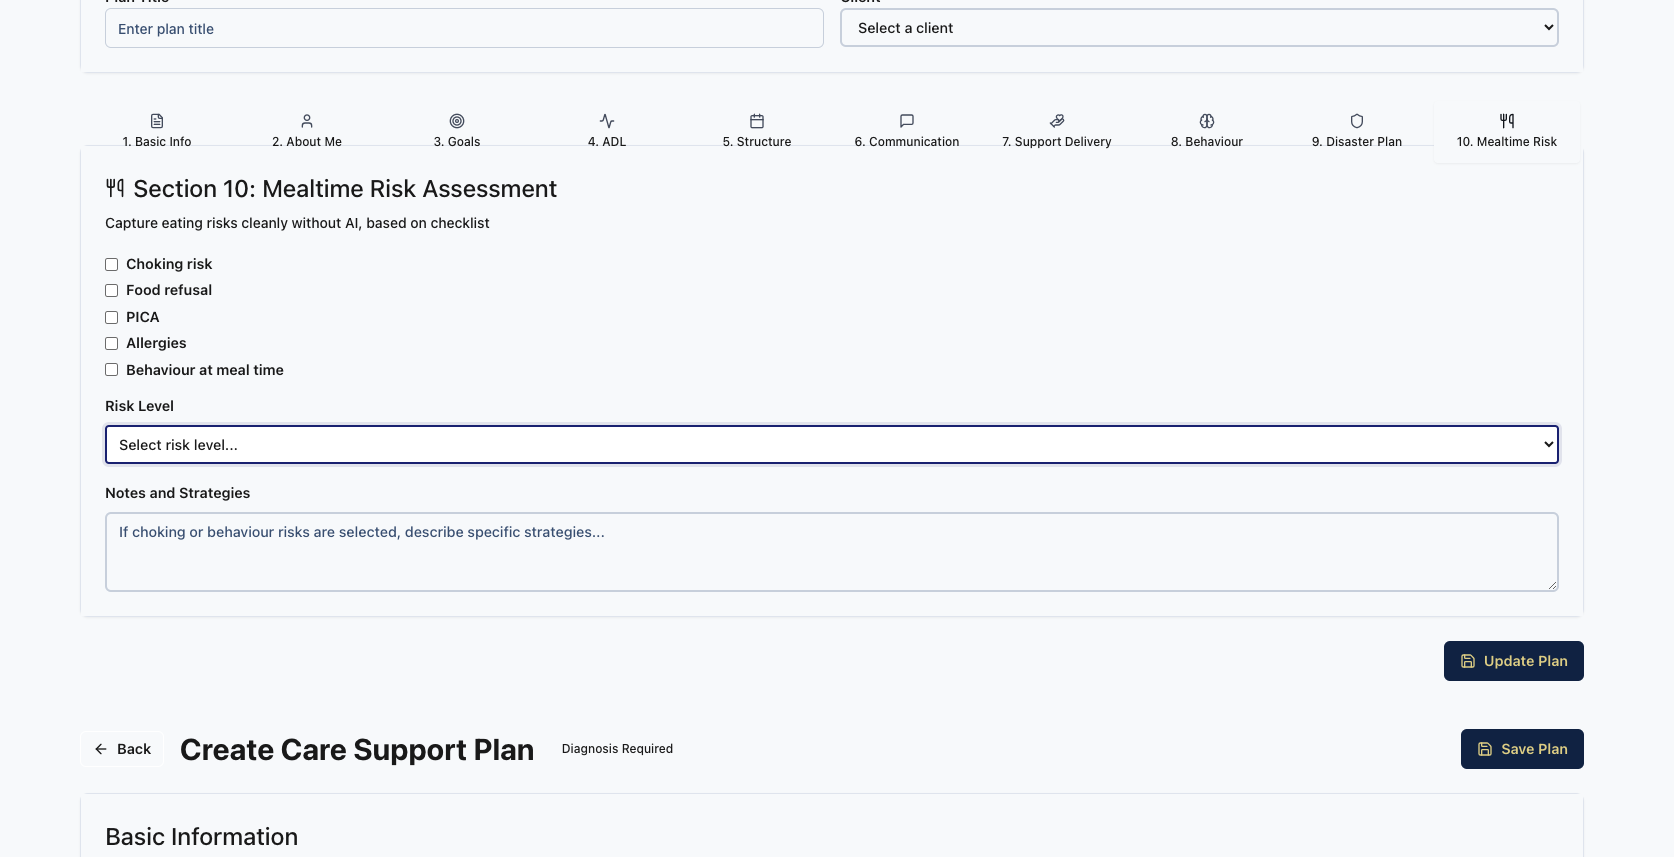 Plan Title
Client
Enter plan title
Select a client
1. Basic Info
2. About Me
3. Goals
4. ADL
5. Structure
6. Communication
7. Support Delivery
8. Behaviour
9. Disaster Plan
10. Mealtime Risk
Section 10: Mealtime Risk Assessment
Capture eating risks cleanly without AI, based on checklist
Choking risk
Food refusal
PICA
Allergies
Behaviour at meal time
Risk Level
Select risk level...
Notes and Strategies
If choking or behaviour risks are selected, describe specific strategies...
Update Plan
Back
Create Care Support Plan
Diagnosis Required
Save Plan
Basic Information